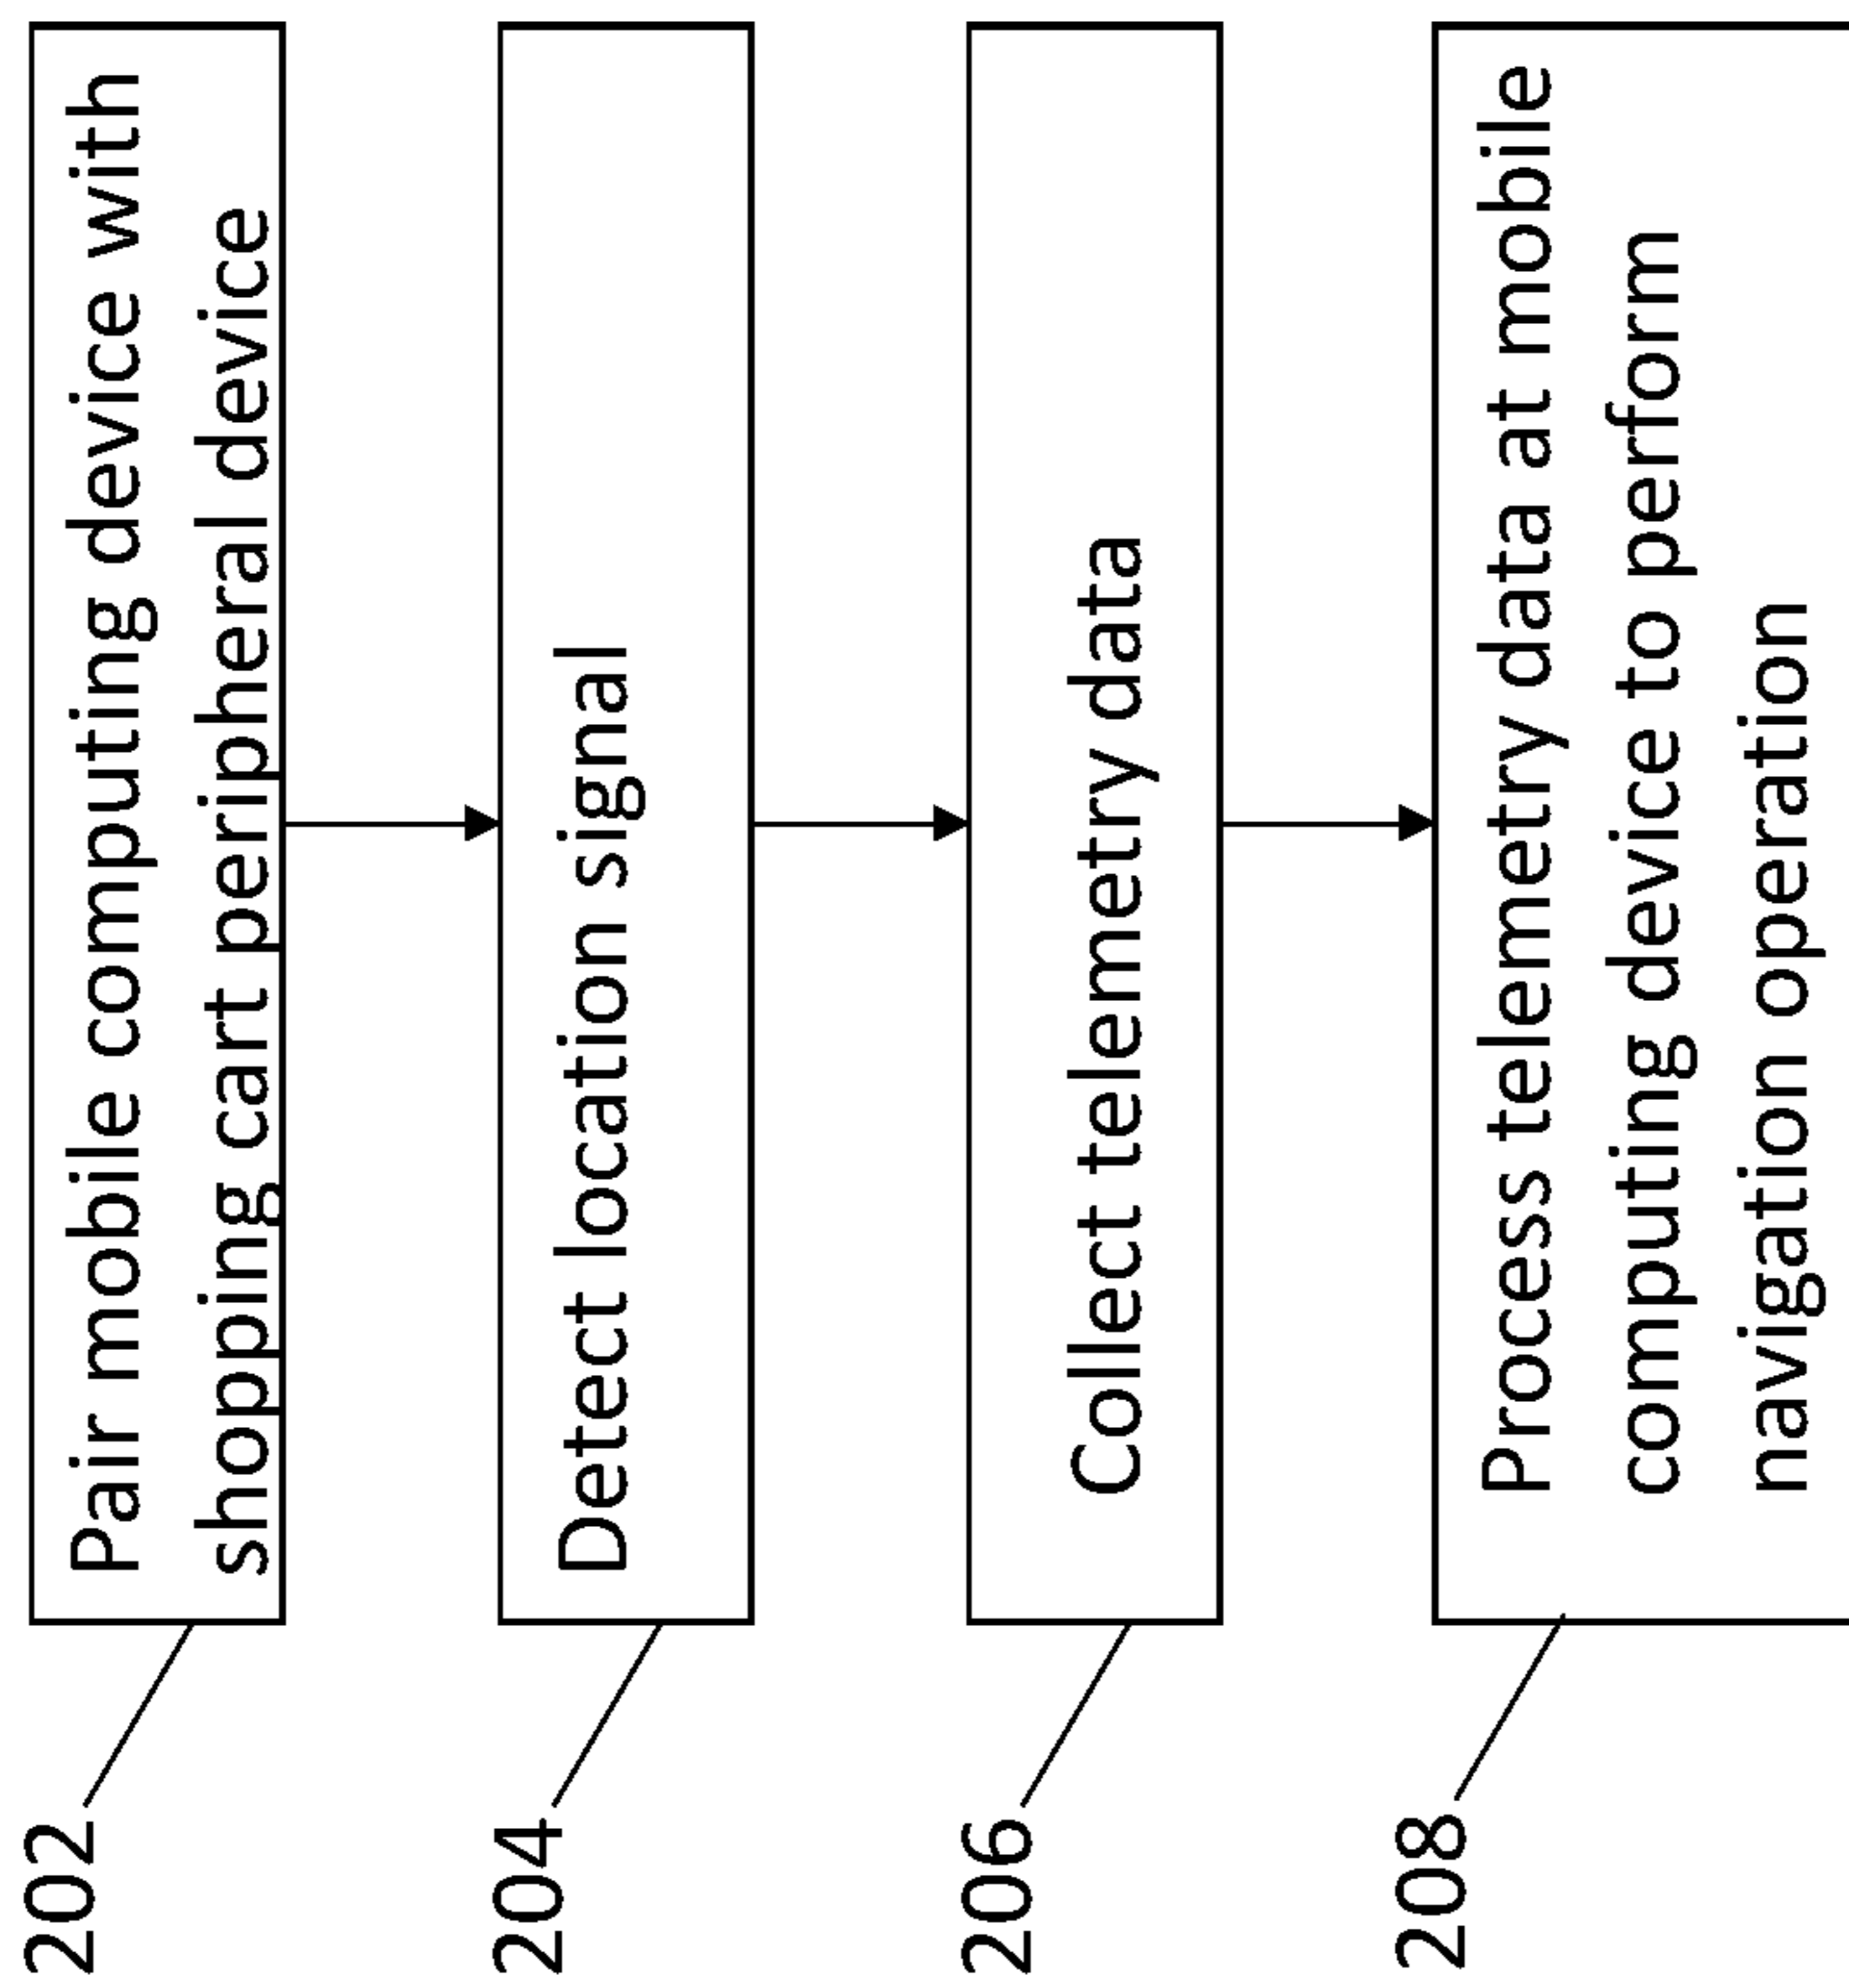 202
Pair mobile computing device with
shopping cart peripheral device
204
Detect location signal
206
Collect telemetry data
208
Process telemetry data at mobile
computing device to perform
navigation operation